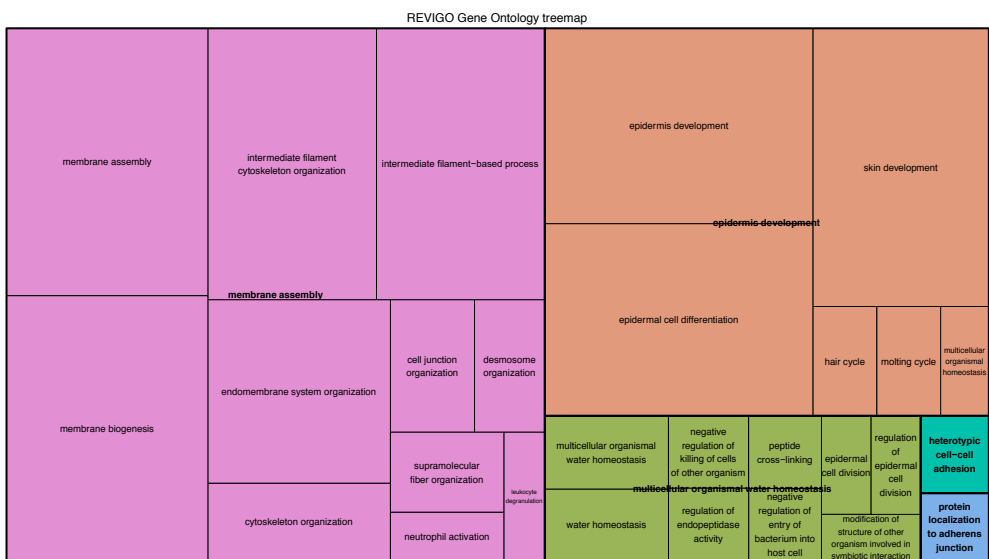 REVIGO Gene Ontology treemap
membrane assembly
intermediate filament
cytoskeleton organization
intermediate filament−based process
membrane assembly
membrane biogenesis
endomembrane system organization
cell junction
organization
desmosome
organization
cytoskeleton organization
supramolecular
fiber organization
leukocyte
degranulation
neutrophil activation
epidermis development
skin development
epidermis development
epidermal cell differentiation
hair cycle
molting cycle
multicellular
organismal
homeostasis
multicellular organismal
water homeostasis
negative
regulation of
killing of cells
of other organism
peptide
cross−linking
epidermal
cell division
regulation
of
epidermal
cell
division
multicellular organismal water homeostasis
water homeostasis
regulation of
endopeptidase
activity
negative
regulation of
entry of
bacterium into
host cell
modification of
structure of other
organism involved in
symbiotic interaction
heterotypic
cell−cell
adhesion
protein
localization
to adherens
junction